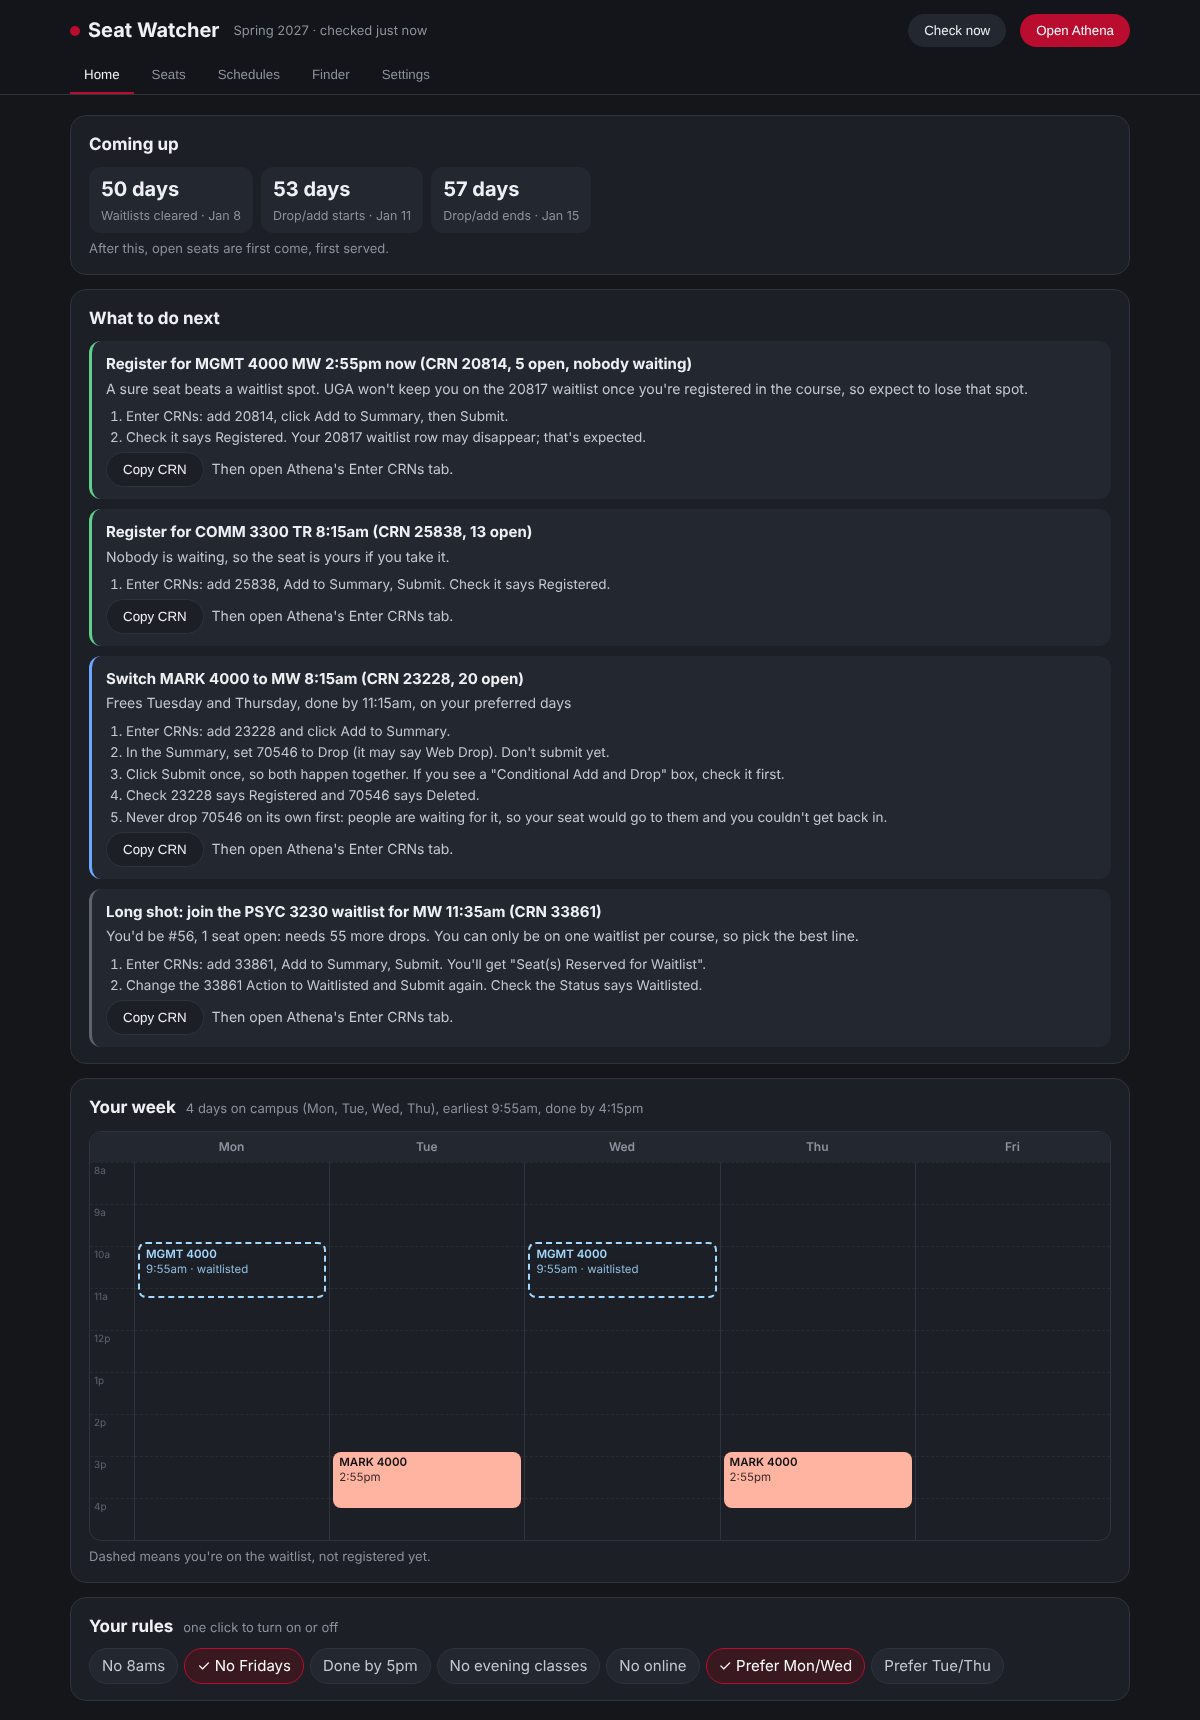 Seat Watcher Spring 2027 · checked just now Check now Open Athena
Home Seats Schedules Finder Settings
Coming up
50 days
Waitlists cleared · Jan 8
53 days
Drop/add starts · Jan 11
57 days
Drop/add ends · Jan 15
After this, open seats are first come, first served.
What to do next
Register for MGMT 4000 MW 2:55pm now (CRN 20814, 5 open, nobody waiting)
A sure seat beats a waitlist spot. UGA won't keep you on the 20817 waitlist once you're registered in the course, so expect to lose that spot.
1. Enter CRNs: add 20814, click Add to Summary, then Submit.
2. Check it says Registered. Your 20817 waitlist row may disappear; that's expected.
Copy CRN Then open Athena's Enter CRNs tab.
Register for COMM 3300 TR 8:15am (CRN 25838, 13 open)
Nobody is waiting, so the seat is yours if you take it.
1. Enter CRNs: add 25838, Add to Summary, Submit. Check it says Registered.
Copy CRN Then open Athena's Enter CRNs tab.
Switch MARK 4000 to MW 8:15am (CRN 23228, 20 open)
Frees Tuesday and Thursday, done by 11:15am, on your preferred days
1. Enter CRNs: add 23228 and click Add to Summary.
2. In the Summary, set 70546 to Drop (it may say Web Drop). Don't submit yet.
3. Click Submit once, so both happen together. If you see a "Conditional Add and Drop" box, check it first.
4. Check 23228 says Registered and 70546 says Deleted.
5. Never drop 70546 on its own first: people are waiting for it, so your seat would go to them and you couldn't get back in.
Copy CRN Then open Athena's Enter CRNs tab.
Long shot: join the PSYC 3230 waitlist for MW 11:35am (CRN 33861)
You'd be #56, 1 seat open: needs 55 more drops. You can only be on one waitlist per course, so pick the best line.
1. Enter CRNs: add 33861, Add to Summary, Submit. You'll get "Seat(s) Reserved for Waitlist".
2. Change the 33861 Action to Waitlisted and Submit again. Check the Status says Waitlisted.
Copy CRN Then open Athena's Enter CRNs tab.
Your week 4 days on campus (Mon, Tue, Wed, Thu), earliest 9:55am, done by 4:15pm
Mon Tue Wed Thu Fri
8a
9a
10a
11a
12p
1p
2p
3p
4p
MGMT 4000
9:55am · waitlisted
MGMT 4000
9:55am · waitlisted
MARK 4000
2:55pm
MARK 4000
2:55pm
Dashed means you're on the waitlist, not registered yet.
Your rules one click to turn on or off
No 8ams ✓ No Fridays Done by 5pm No evening classes No online ✓ Prefer Mon/Wed Prefer Tue/Thu